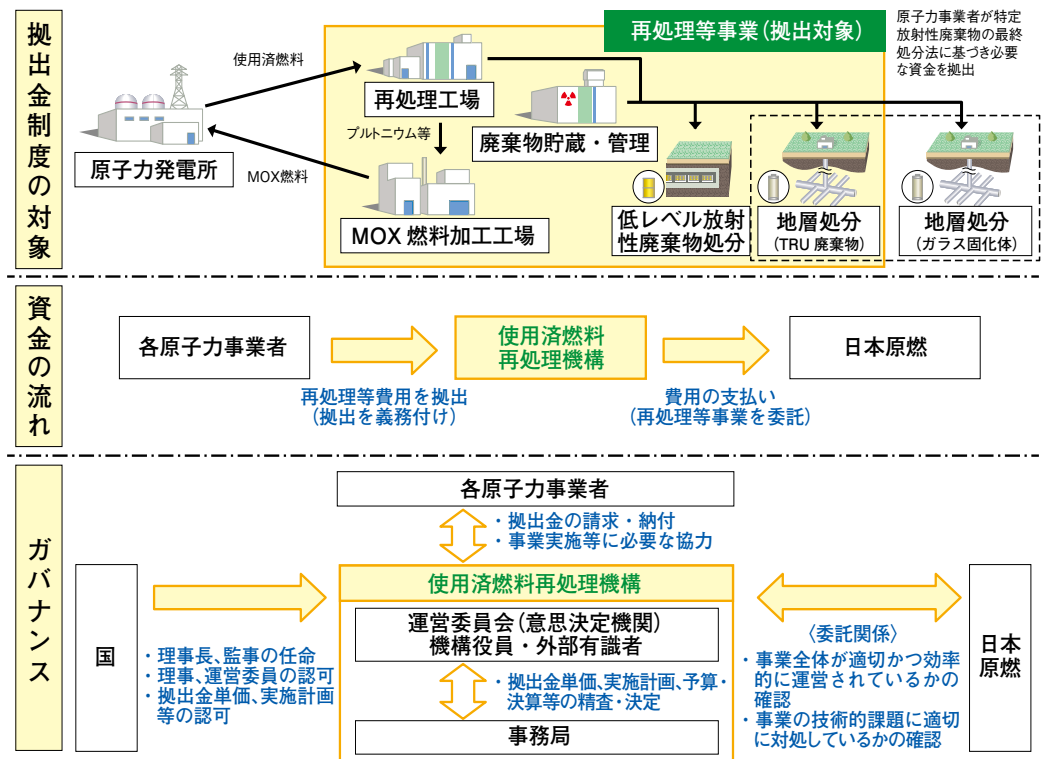 拠出金制度の対象
再処理等事業(拠出対象)
原子力事業者が特定
放射性廃棄物の最終
処分法に基づき必要
な資金を拠出
使用済燃料
再処理工場
プルトニウム等
廃棄物貯蔵・管理
原子力発電所
MOX燃料
MOX 燃料加工工場
低レベル放射
性廃棄物処分
地層処分
(TRU 廃棄物)
地層処分
(ガラス固化体)
資金の流れ
各原子力事業者
使用済燃料
再処理機構
日本原燃
再処理等費用を拠出
(拠出を義務付け)
費用の支払い
(再処理等事業を委託)
ガバナンス
各原子力事業者
・拠出金の請求・納付
・事業実施等に必要な協力
国
・理事長、監事の任命
・理事、運営委員の認可
・拠出金単価、実施計画
等の認可
使用済燃料再処理機構
運営委員会(意思決定機関)
機構役員・外部有識者
・拠出金単価、実施計画、予算・
決算等の精査・決定
事務局
〈委託関係〉
・事業全体が適切かつ効率
的に運営されているかの
確認
・事業の技術的課題に適切
に対処しているかの確認
日本
原燃